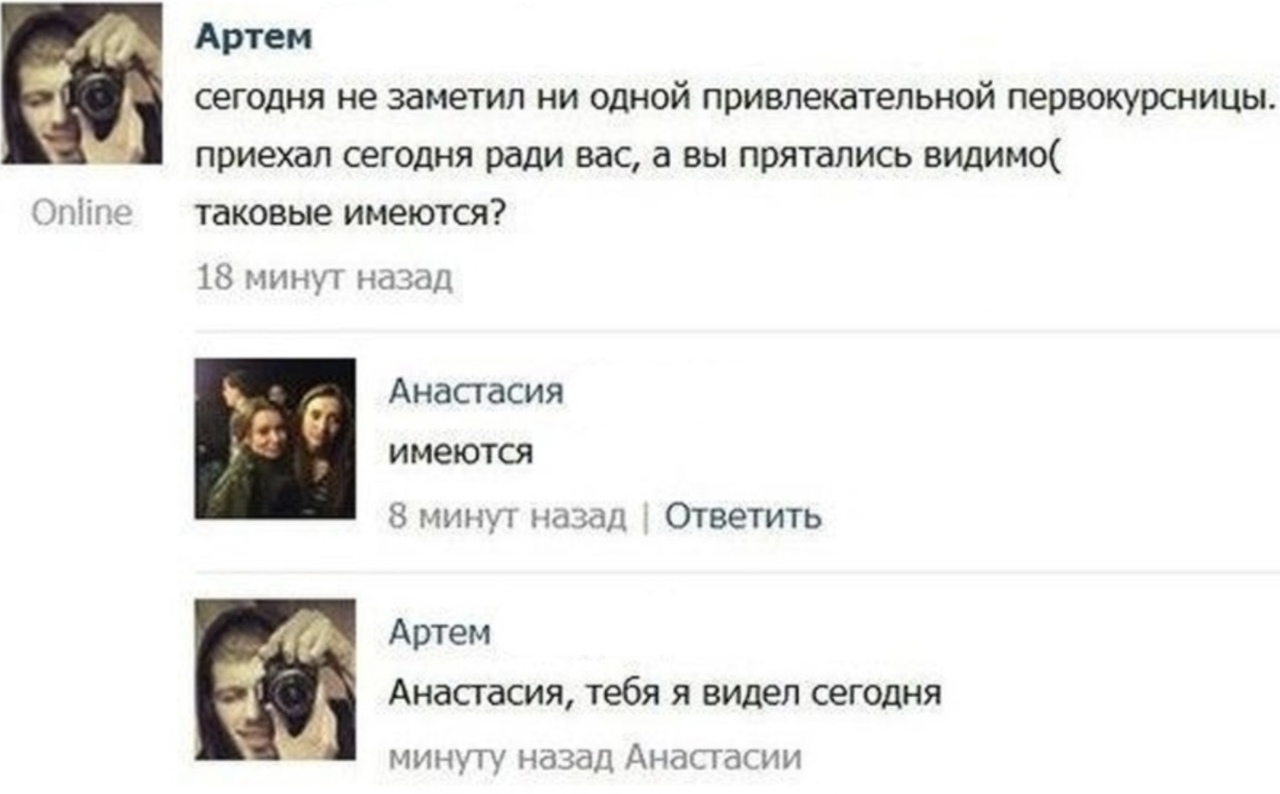 Артем
сегодня не заметил ни одной привлекательной первокурсницы.
приехал сегодня ради вас, а вы прятались видимо(
Online
таковые имеются?
18 минут назад
Анастасия
имеются
8 минут назад | Ответить
Артем
Анастасия, тебя я видел сегодня
минуту назад Анастасии